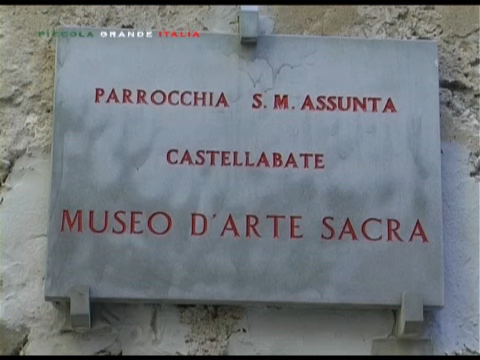 PICCOLA GRANDE ITALIA
PARROCCHIA S. M. ASSUNTA
CASTELLABATE
MUSEO D'ARTE SACRA